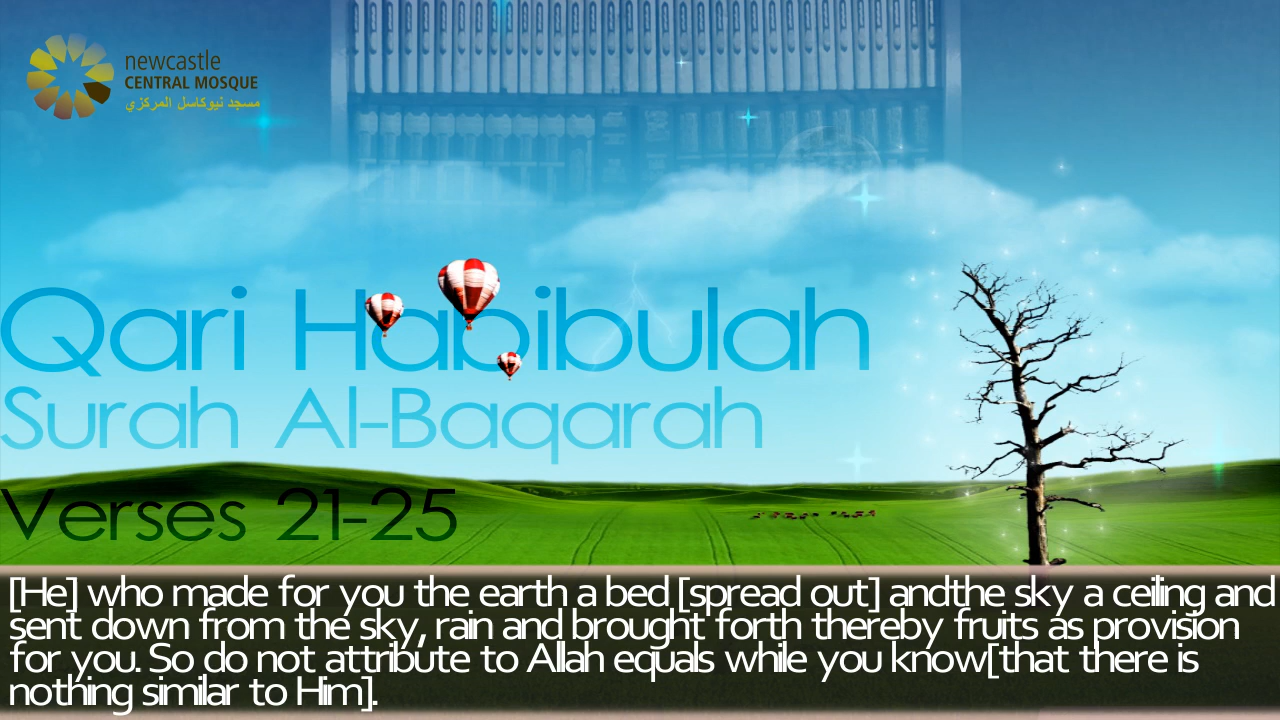 newcastle
CENTRAL MOSQUE
مسجد نيوكاسل المركزي
Qari Habibulah
Surah Al-Baqarah
Verses 21-25
[He] who made for you the earth a bed [spread out] andthe sky a ceiling and
sent down from the sky, rain and brought forth thereby fruits as provision
for you. So do not attribute to Allah equals while you know[that there is
nothing similar to Him].